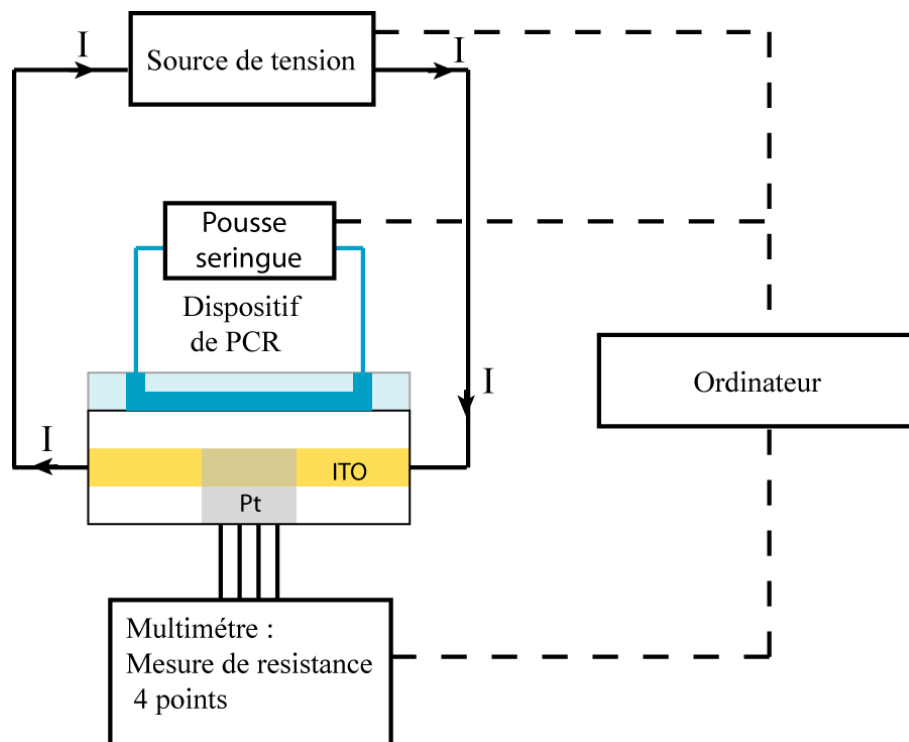 I
Source de tension
I
Pousse
seringue
Dispositif
de PCR
Ordinateur
I
I
ITO
Pt
Multimétre :
Mesure de resistance
4 points